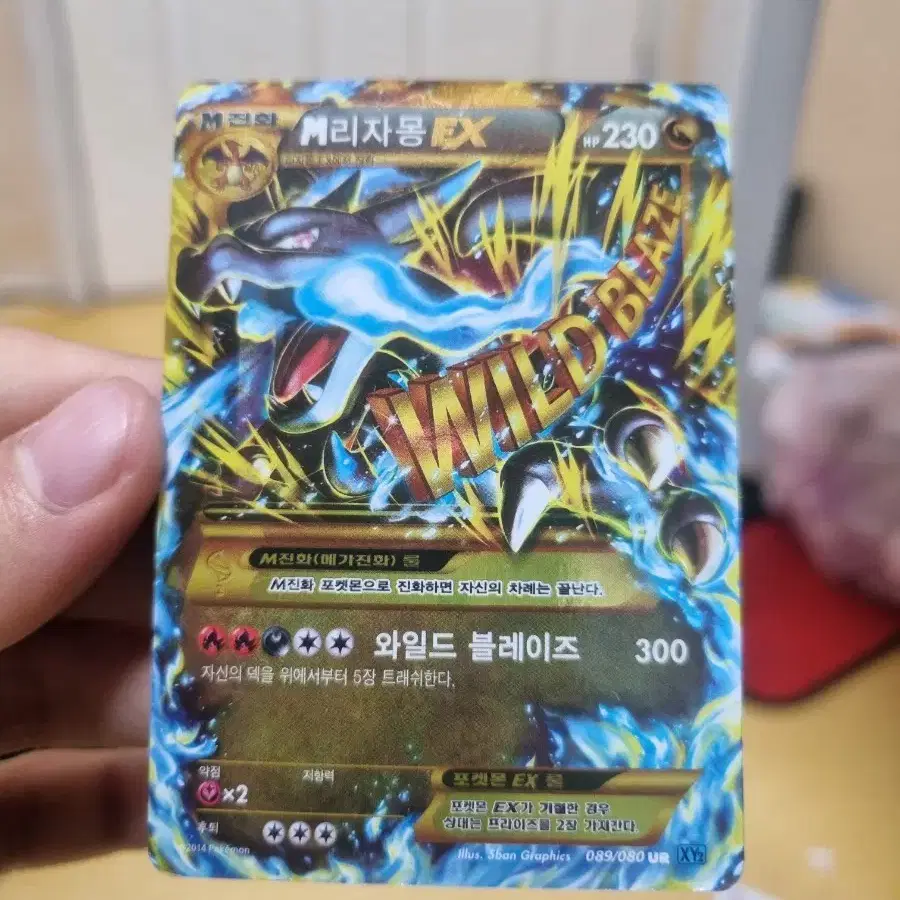 M진화
M리자몽EX
HP230
WILD BLAZE
M진화(메가진화) 룰
M진화 포켓몬으로 진화하면 자신의 차례는 끝난다.
와일드 블레이즈 300
자신의 덱을 위에서부터 5장 트래쉬한다.
약점 저항력
×2
후퇴
포켓몬 EX 룰
포켓몬 EX가 기절한 경우
상대는 프라이즈를 2장 가져간다.
©2014 Pokémon
Illus. 5ban Graphics 089/080 UR XY2